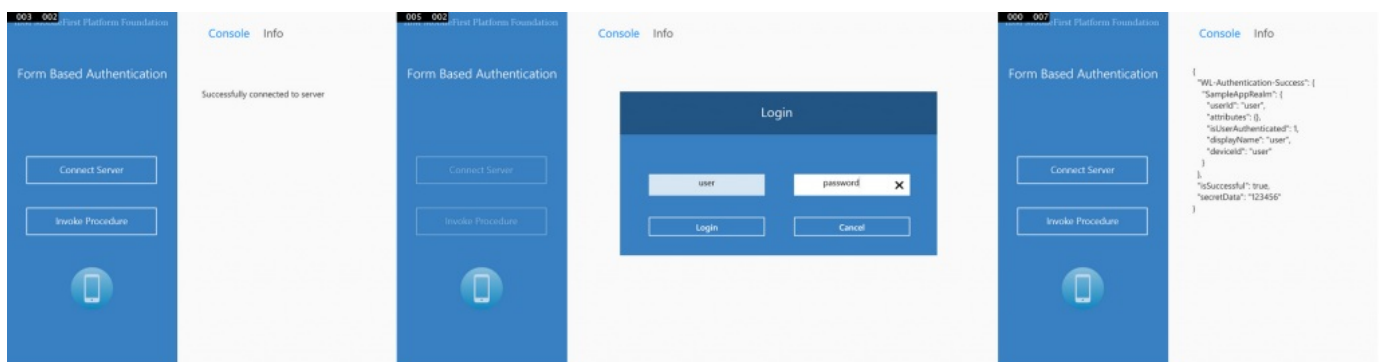 003 002
First Platform Foundation
Console Info
Form Based Authentication
Successfully connected to server
Connect Server
Invoke Procedure
005 002
First Platform Foundation
Console Info
Form Based Authentication
Login
Connect Server
user
password
Invoke Procedure
Login
Cancel
000 007
First Platform Foundation
Console Info
Form Based Authentication
{
"WL-Authentication-Success": {
"SampleAppRealm": {
"userId": "user",
"attributes": {},
"isUserAuthenticated": 1,
"displayName": "user",
"deviceId": "user"
}
},
"isSuccessful": true,
"secretData": "123456"
}
Connect Server
Invoke Procedure